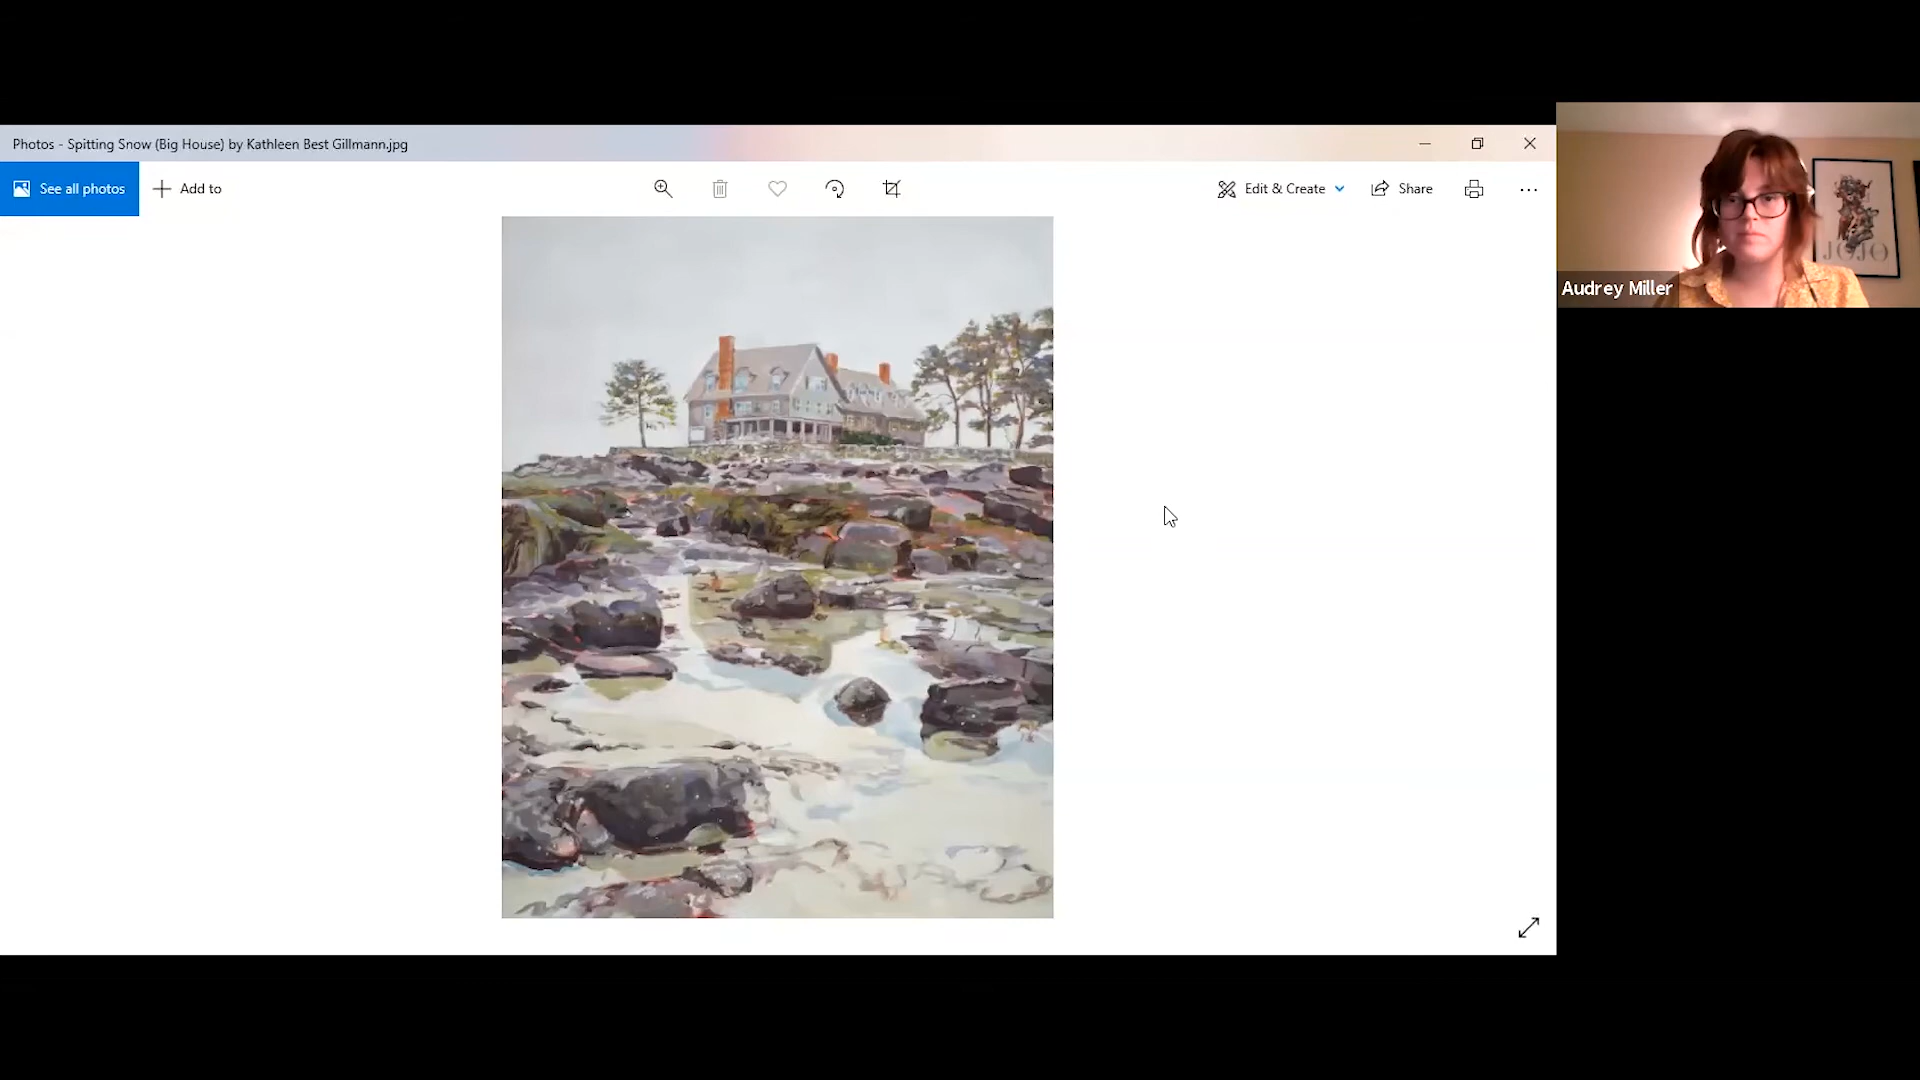 Photos - Spitting Snow (Big House) by Kathleen Best Gillmann.jpg
See all photos
Add to
Edit & Create
Share
JOJO
Audrey Miller